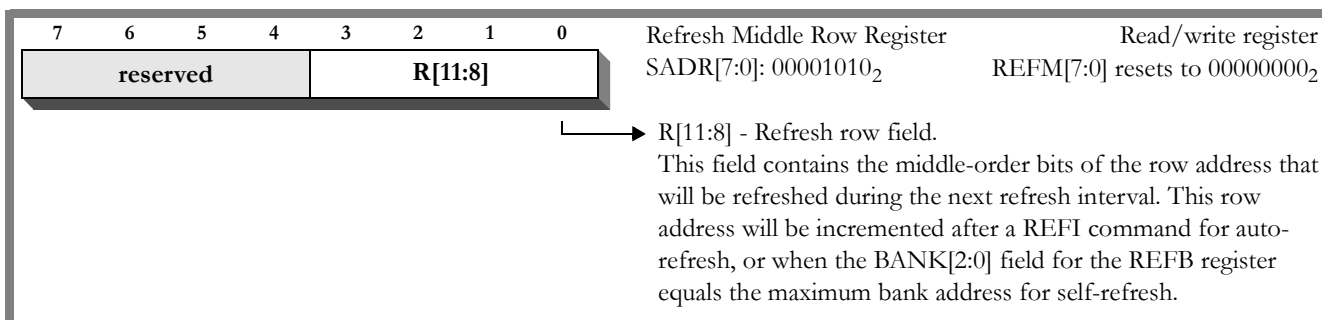 7 6 5 4 3 2 1 0
reserved R[11:8]
Refresh Middle Row Register Read/write register
SADR[7:0]: 00001010₂ REFM[7:0] resets to 00000000₂
R[11:8] - Refresh row field.
This field contains the middle-order bits of the row address that
will be refreshed during the next refresh interval. This row
address will be incremented after a REFI command for auto-
refresh, or when the BANK[2:0] field for the REFB register
equals the maximum bank address for self-refresh.